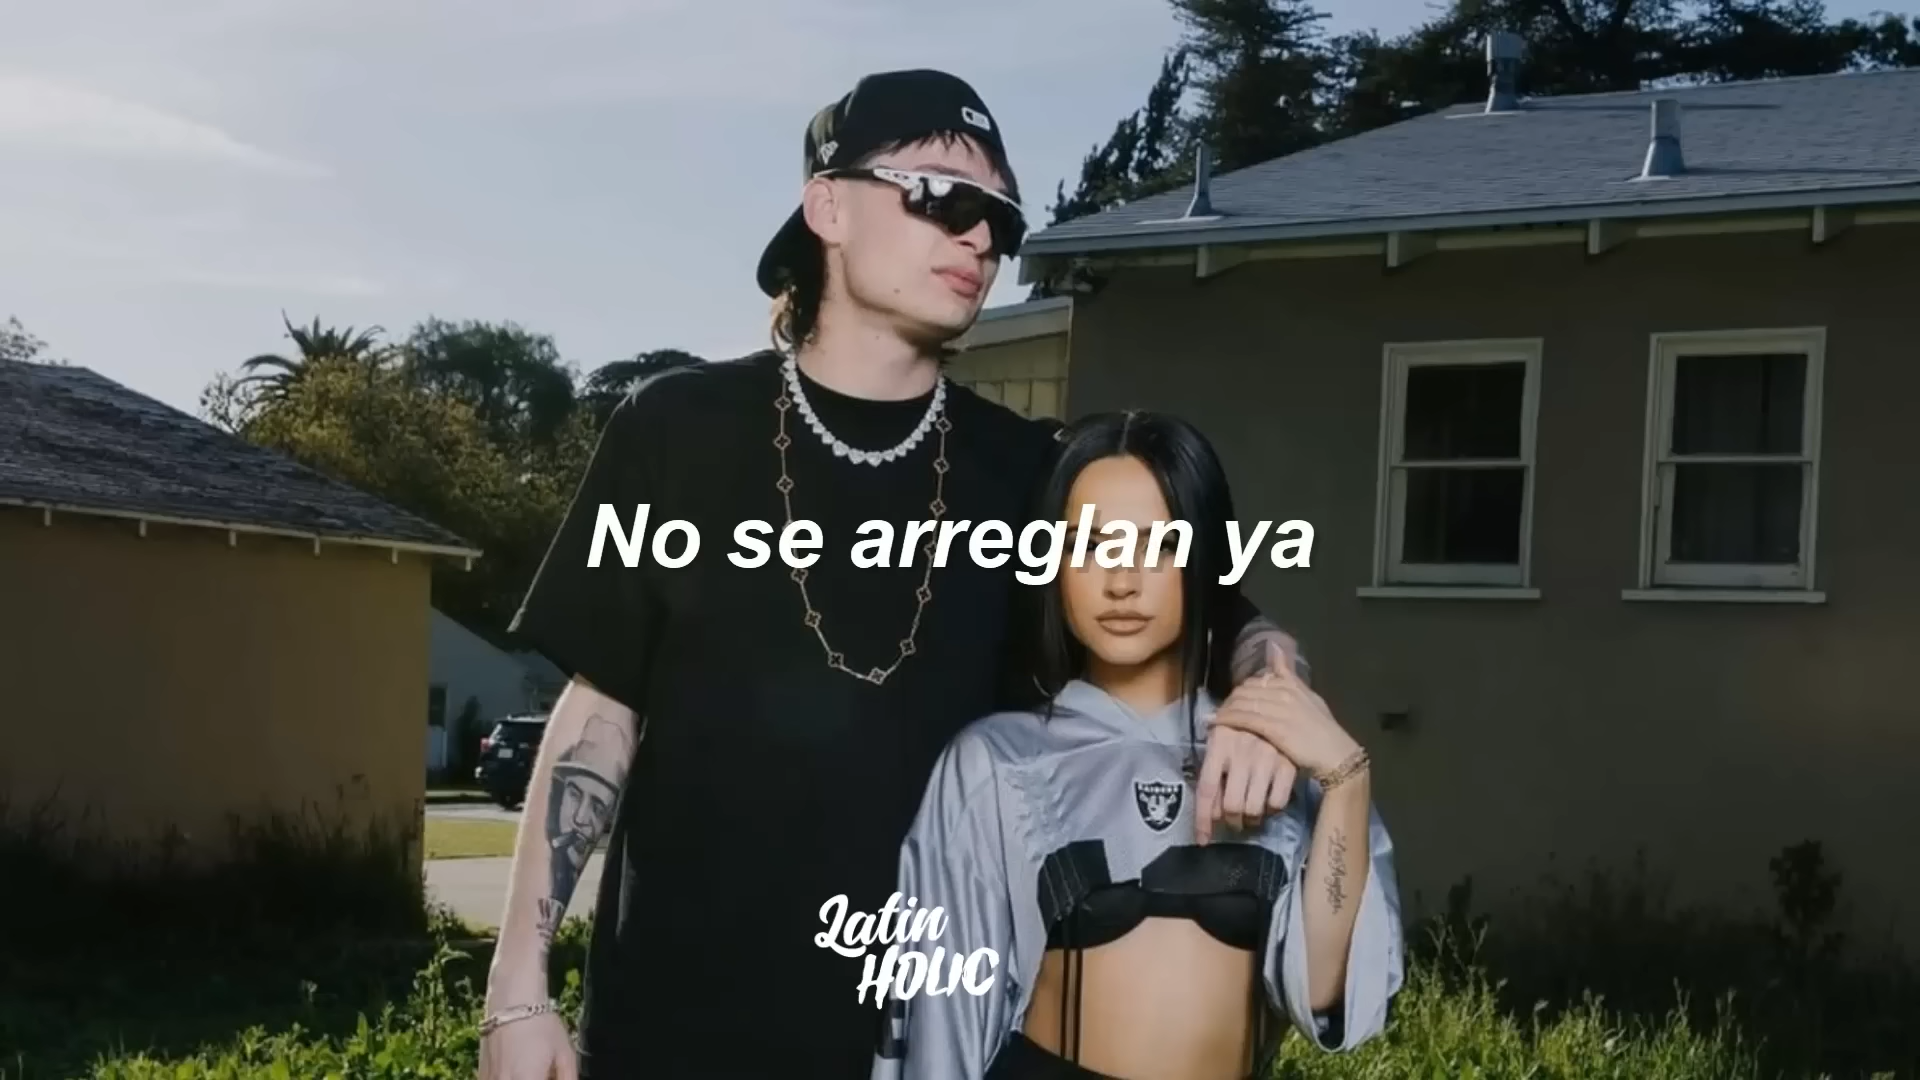 No se arreglan ya
RAIDERS
Latin
HOLIC